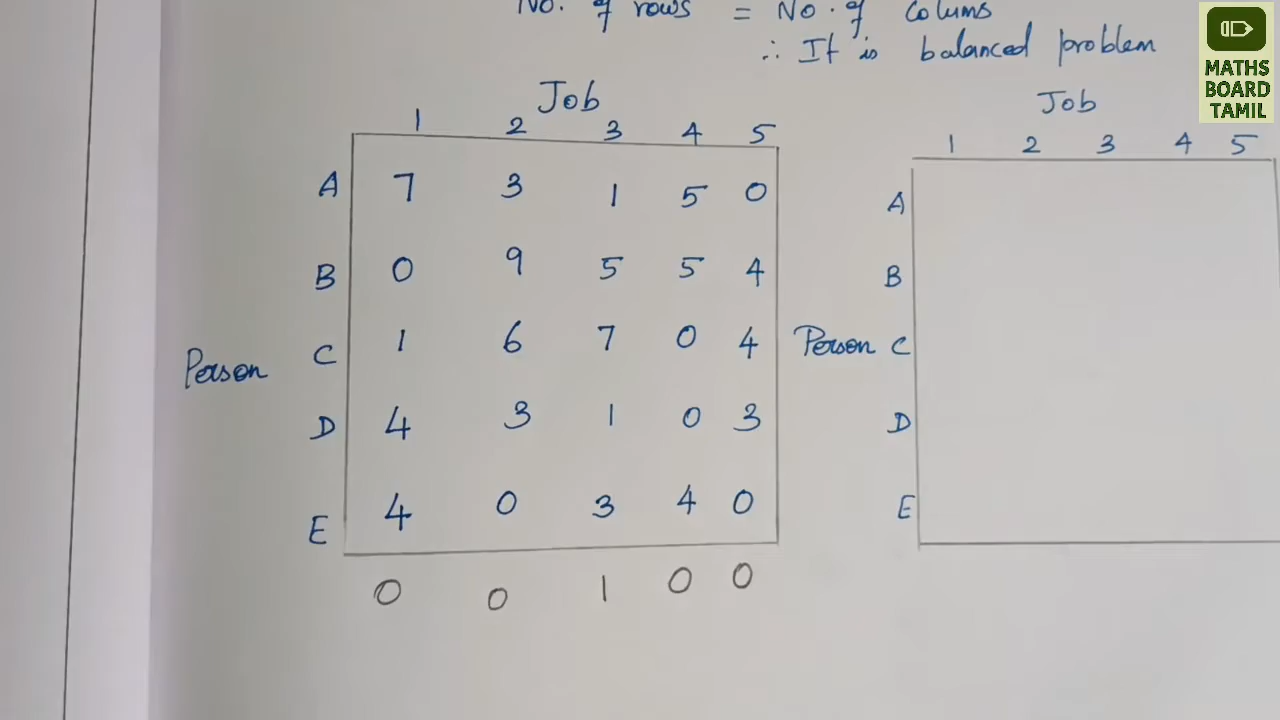 No. of rows = No. of colums
∴ It is balanced problem
MATHS
BOARD
TAMIL
Job
1 2 3 4 5
A 7 3 1 5 0
B 0 9 5 5 4
Person C 1 6 7 0 4
D 4 3 1 0 3
E 4 0 3 4 0
0 0 1 0 0
Job
1 2 3 4 5
A
B
Person C
D
E